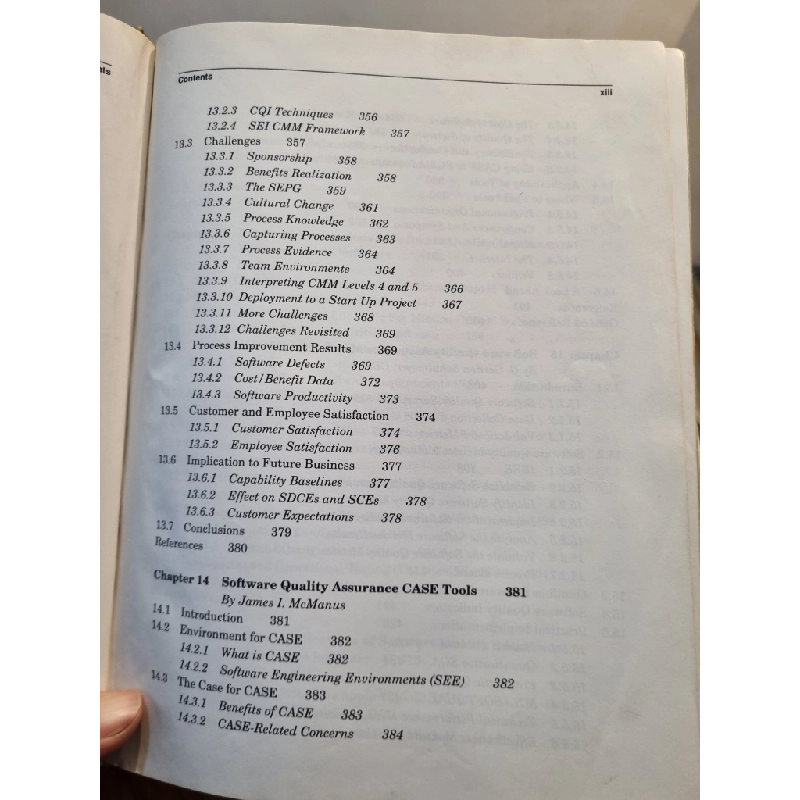 Contents
xiii
13.2.3 CQI Techniques 356
13.2.4 SEI CMM Framework 357
13.3 Challenges 357
13.3.1 Sponsorship 358
13.3.2 Benefits Realization 358
13.3.3 The SEPG 359
13.3.4 Cultural Change 361
13.3.5 Process Knowledge 362
13.3.6 Capturing Processes 363
13.3.7 Process Evidence 364
13.3.8 Team Environments 364
13.3.9 Interpreting CMM Levels 4 and 5 366
13.3.10 Deployment to a Start Up Project 367
13.3.11 More Challenges 368
13.3.12 Challenges Revisited 369
13.4 Process Improvement Results 369
13.4.1 Software Defects 369
13.4.2 Cost/Benefit Data 372
13.4.3 Software Productivity 373
13.5 Customer and Employee Satisfaction 374
13.5.1 Customer Satisfaction 374
13.5.2 Employee Satisfaction 376
13.6 Implication to Future Business 377
13.6.1 Capability Baselines 377
13.6.2 Effect on SDCEs and SCEs 378
13.6.3 Customer Expectations 378
13.7 Conclusions 379
References 380
Chapter 14 Software Quality Assurance CASE Tools 381
By James I. McManus
14.1 Introduction 381
14.2 Environment for CASE 382
14.2.1 What is CASE 382
14.2.2 Software Engineering Environments (SEE) 382
14.3 The Case for CASE 383
14.3.1 Benefits of CASE 383
14.3.2 CASE-Related Concerns 384